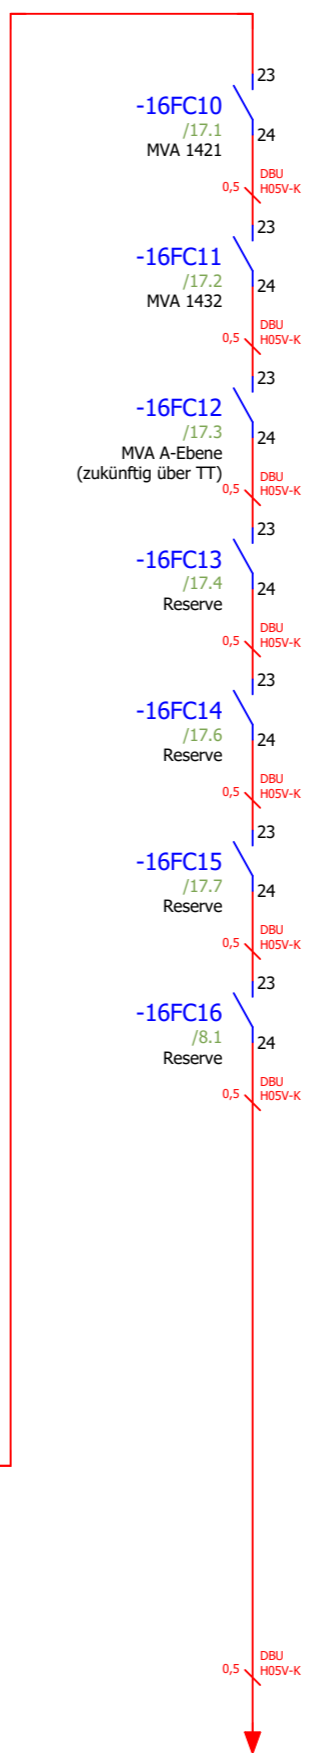 23
-16FC10
/17.1
24
MVA 1421
DBU
0,5 H05V-K
23
-16FC11
/17.2
24
MVA 1432
DBU
0,5 H05V-K
23
-16FC12
/17.3
24
MVA A-Ebene
(zukünftig über TT)
DBU
0,5 H05V-K
23
-16FC13
/17.4
24
Reserve
DBU
0,5 H05V-K
23
-16FC14
/17.6
24
Reserve
DBU
0,5 H05V-K
23
-16FC15
/17.7
24
Reserve
DBU
0,5 H05V-K
23
-16FC16
/8.1
24
Reserve
DBU
0,5 H05V-K
DBU
0,5 H05V-K